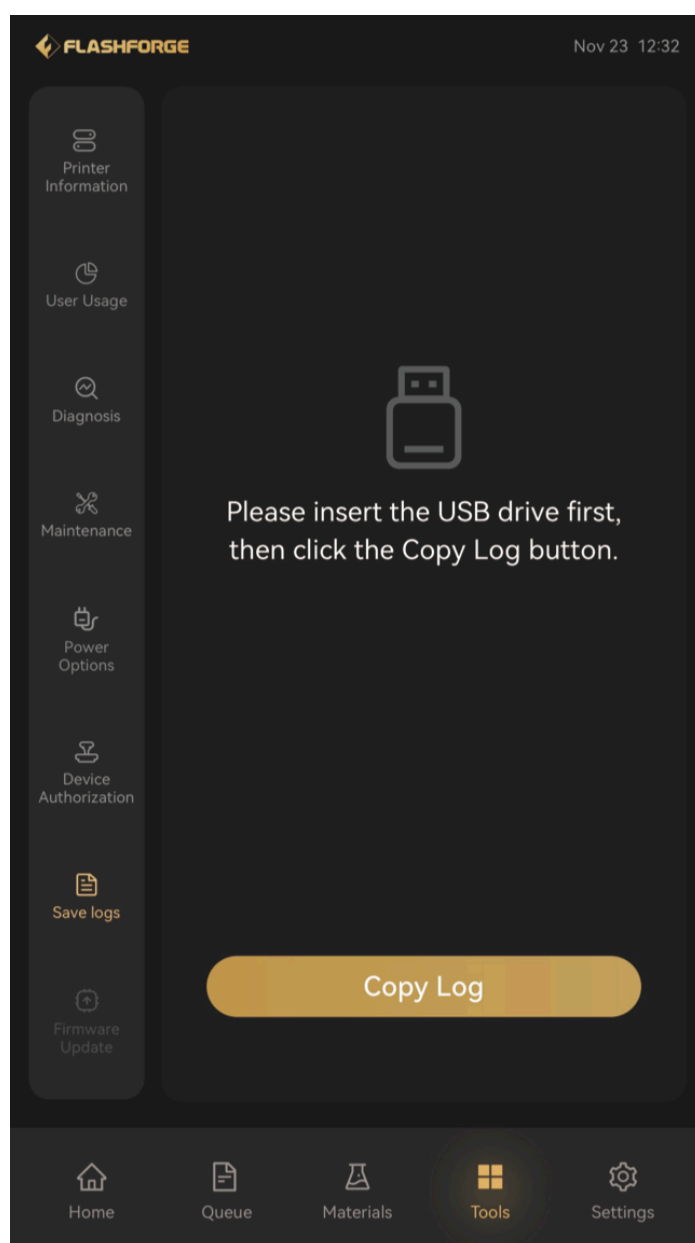 FLASHFORGE
Nov 23 12:32
Printer
Information
User Usage
Diagnosis
Maintenance
Power
Options
Device
Authorization
Save logs
Firmware
Update
Please insert the USB drive first,
then click the Copy Log button.
Copy Log
Home
Queue
Materials
Tools
Settings